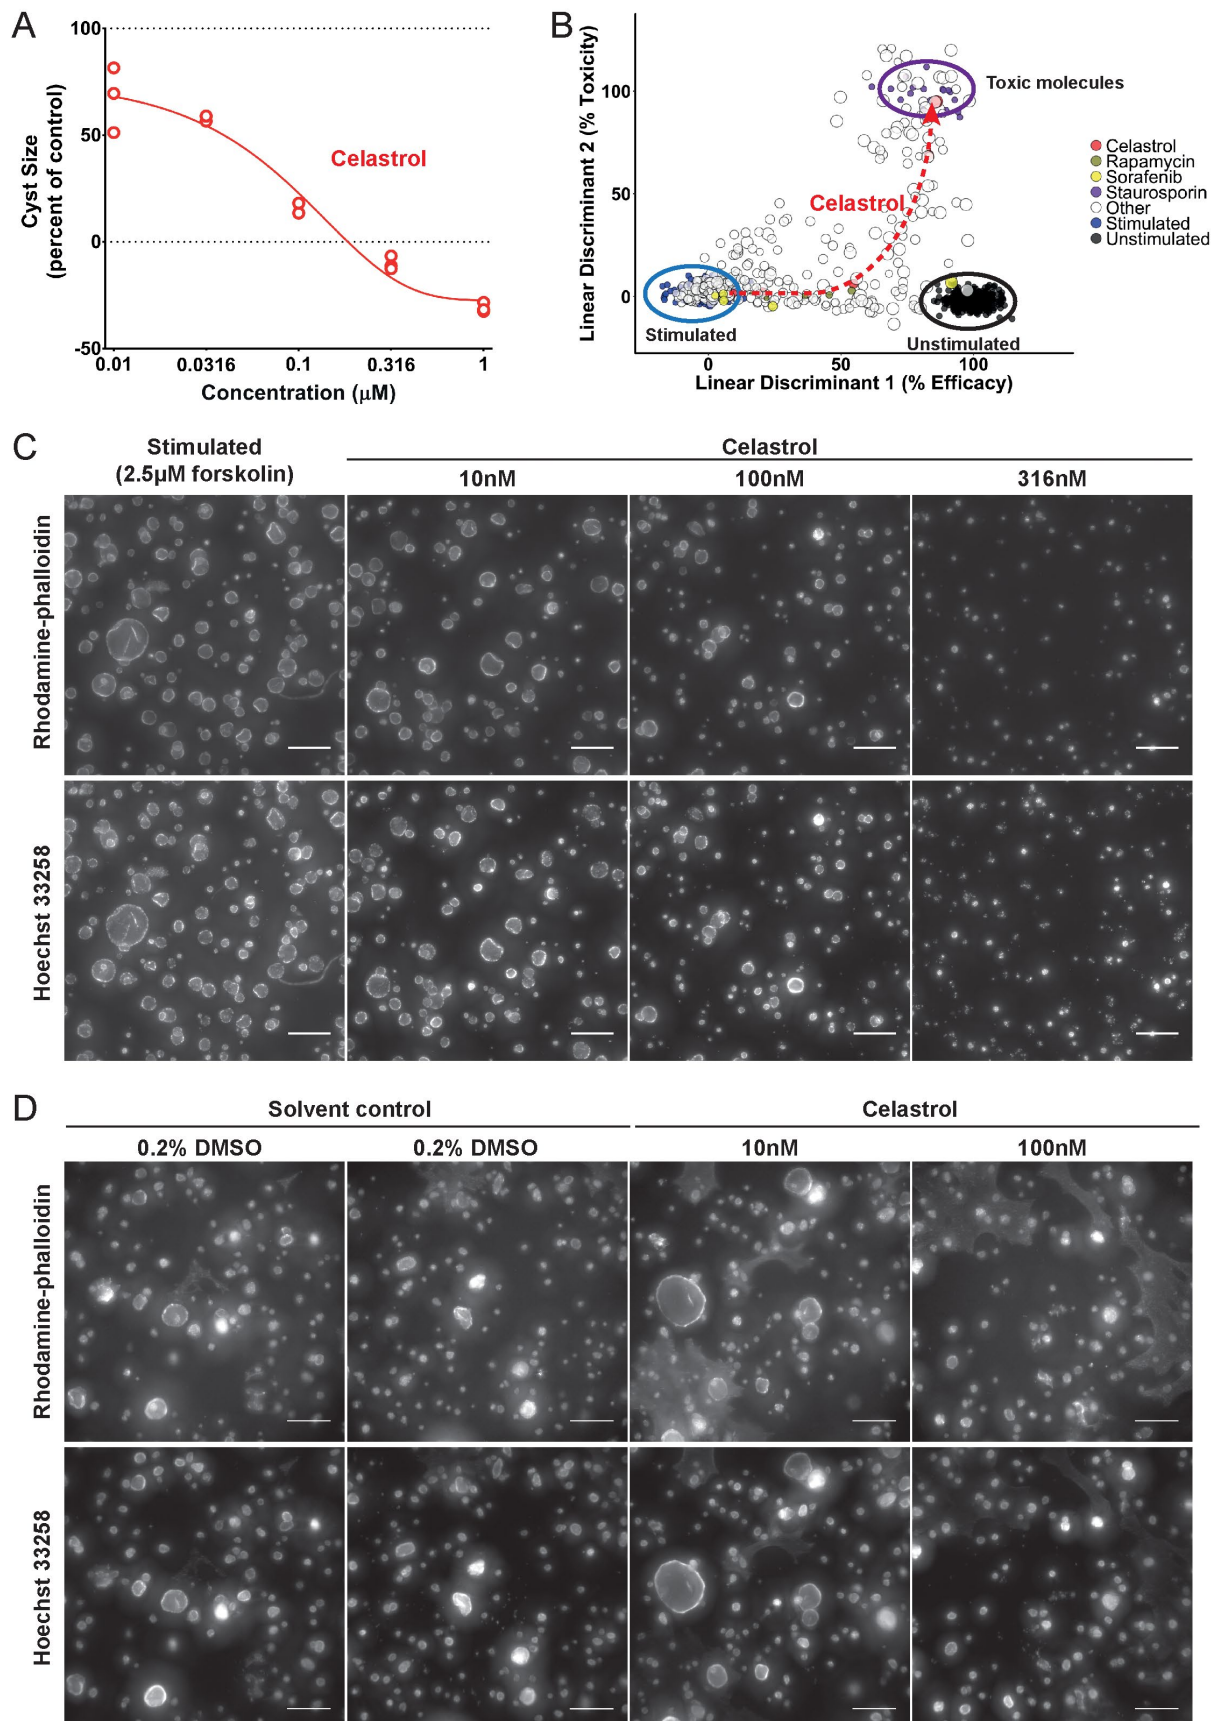 A
Cyst Size
(percent of control)
100
50
0
-50
Celastrol
0.01 0.0316 0.1 0.316 1
Concentration (µM)
B
Linear Discriminant 2 (% Toxicity)
100
50
0
Toxic molecules
Celastrol
Stimulated
Unstimulated
0 50 100
Linear Discriminant 1 (% Efficacy)
Celastrol
Rapamycin
Sorafenib
Staurosporin
Other
Stimulated
Unstimulated
C
Stimulated
(2.5µM forskolin)
Celastrol
10nM 100nM 316nM
Rhodamine-phalloidin
Hoechst 33258
D
Solvent control Celastrol
0.2% DMSO 0.2% DMSO 10nM 100nM
Rhodamine-phalloidin
Hoechst 33258